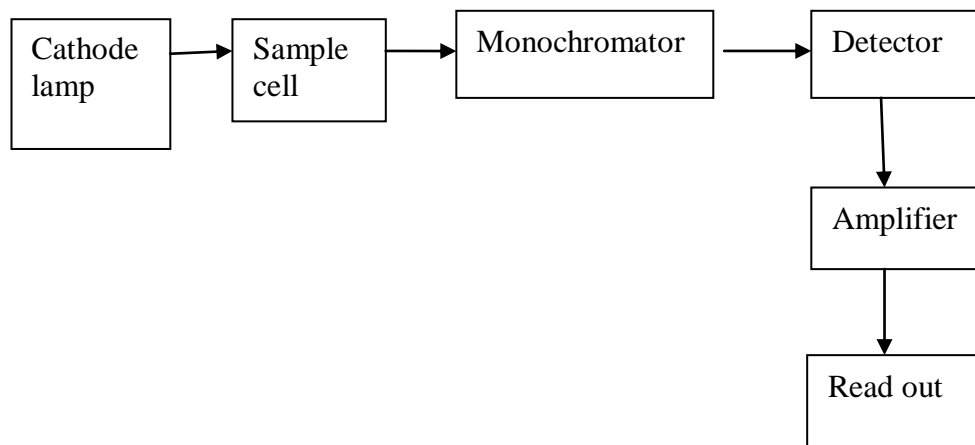 Cathode
lamp
Sample
cell
Monochromator
Detector
Amplifier
Read out